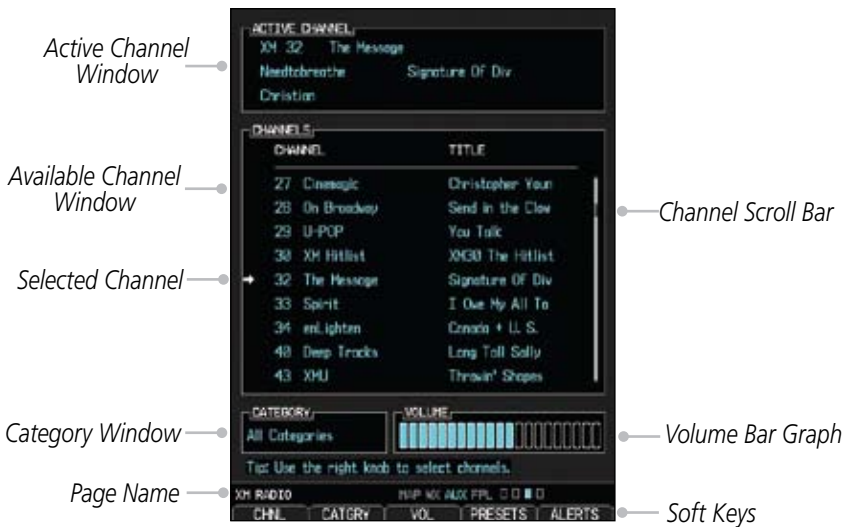 ACTIVE CHANNEL
XM 32 The Message
Needtobreathe Signature Of Div
Christian
Active Channel Window
CHANNELS
CHANNEL TITLE
27 Cinemagic Christopher Youn
28 On Broadway Send in the Clow
29 U-POP You Talk
30 XM Hitlist XM30 The Hitlist
32 The Message Signature Of Div
33 Spirit I Owe My All To
34 enLighten Canada + U. S.
40 Deep Tracks Long Tall Sally
43 XMU Throwin' Shapes
Available Channel Window
Channel Scroll Bar
Selected Channel
CATEGORY VOLUME
All Categories
Category Window
Volume Bar Graph
Tip: Use the right knob to select channels.
Page Name
XM RADIO MAP WX AUX FPL
CHNL CATGRY VOL PRESETS ALERTS
Soft Keys